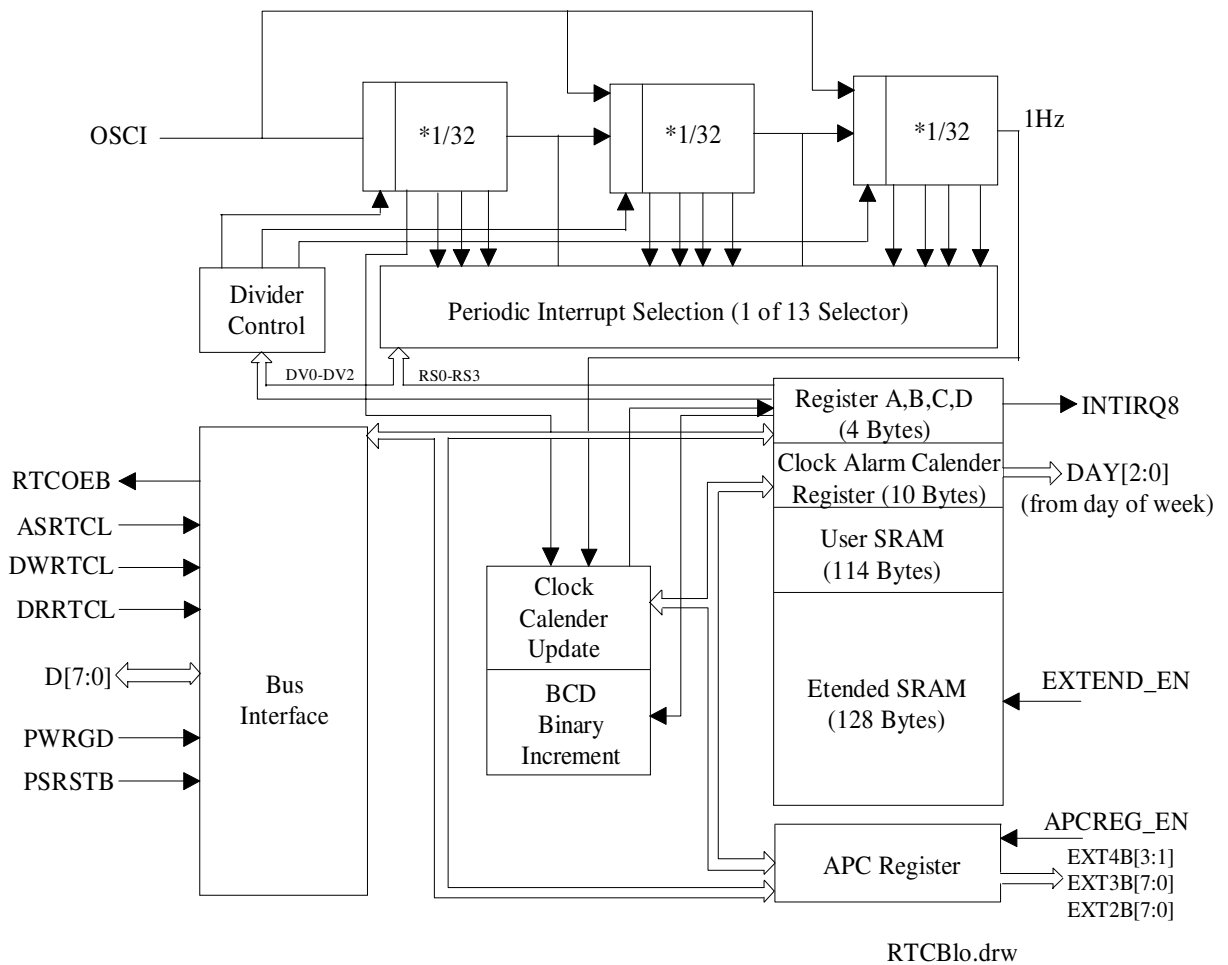 OSCI
*1/32
*1/32
*1/32
1Hz
Divider
Control
Periodic Interrupt Selection (1 of 13 Selector)
DV0-DV2
RS0-RS3
Register A,B,C,D
(4 Bytes)
INTIRQ8
Clock Alarm Calender
Register (10 Bytes)
DAY[2:0]
(from day of week)
User SRAM
(114 Bytes)
Etended SRAM
(128 Bytes)
EXTEND_EN
RTCOEB
ASRTCL
DWRTCL
DRRTCL
D[7:0]
PWRGD
PSRSTB
Bus
Interface
Clock
Calender
Update
BCD
Binary
Increment
APC Register
APCREG_EN
EXT4B[3:1]
EXT3B[7:0]
EXT2B[7:0]
RTCBlo.drw